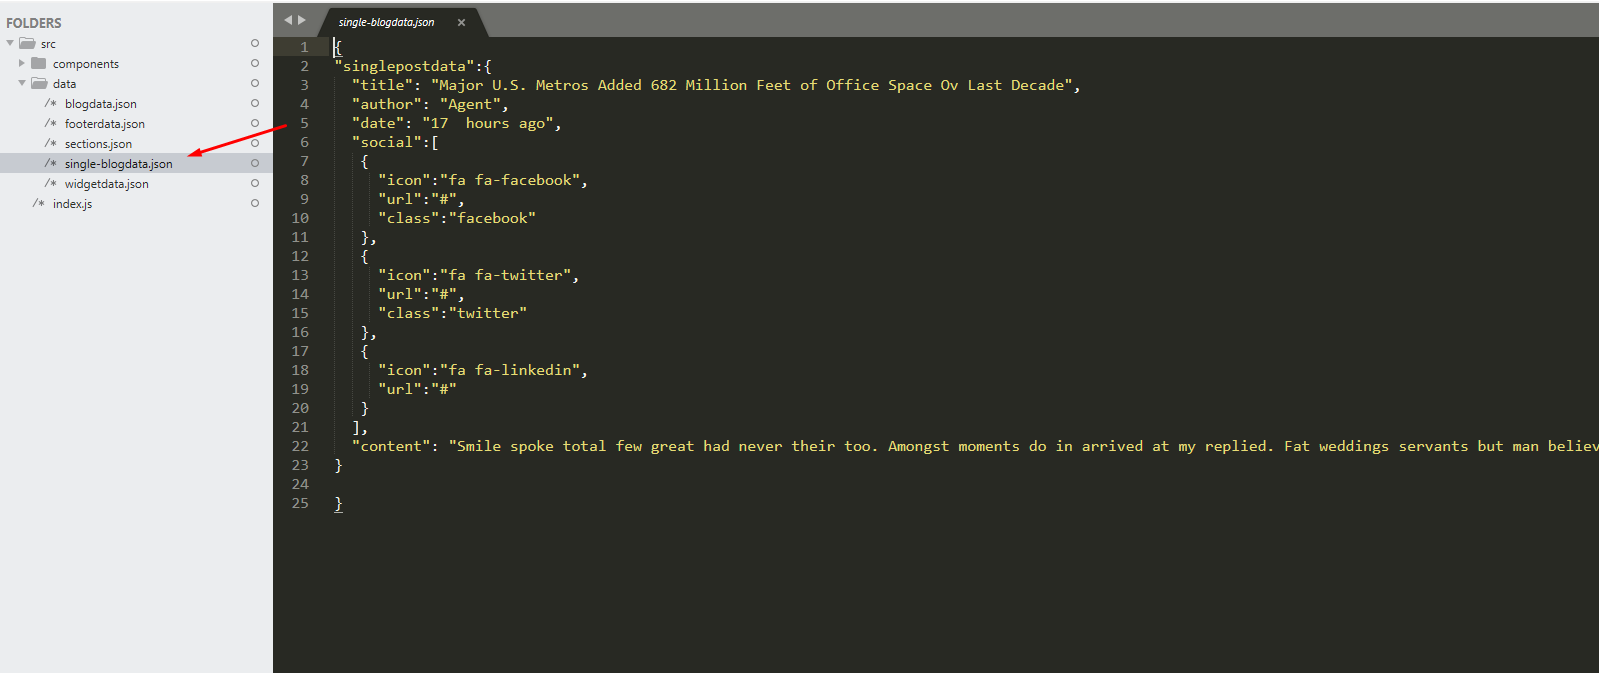 FOLDERS
src
components
data
/* blogdata.json
/* footerdata.json
/* sections.json
/* single-blogdata.json
/* widgetdata.json
/* index.js
single-blogdata.json ×
1 {
2 "singlepostdata":{
3 "title": "Major U.S. Metros Added 682 Million Feet of Office Space Ov Last Decade",
4 "author": "Agent",
5 "date": "17  hours ago",
6 "social":[
7 {
8 "icon":"fa fa-facebook",
9 "url":"#",
10 "class":"facebook"
11 },
12 {
13 "icon":"fa fa-twitter",
14 "url":"#",
15 "class":"twitter"
16 },
17 {
18 "icon":"fa fa-linkedin",
19 "url":"#"
20 }
21 ],
22 "content": "Smile spoke total few great had never their too. Amongst moments do in arrived at my replied. Fat weddings servants but man believ
23 }
24
25 }